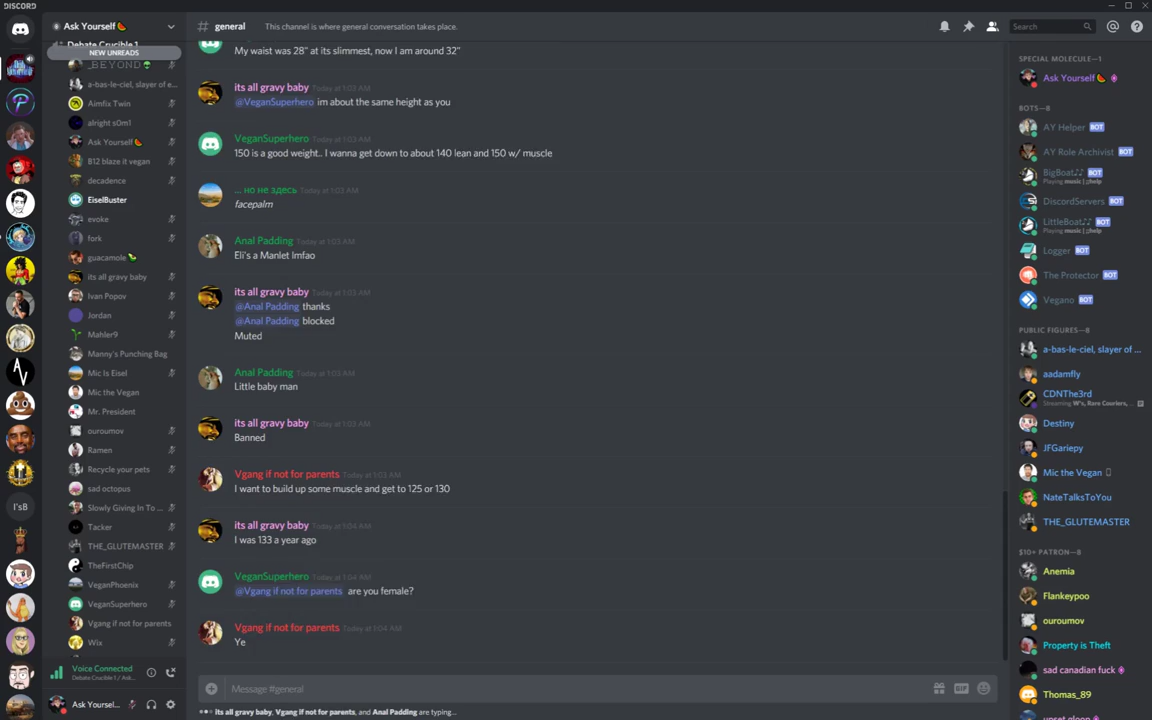 DISCORD
Ask Yourself🍉
Debate Crucible 1
NEW UNREADS
_BEYOND👽
a-bas-le-ciel, slayer of e...
Aimfix Twin
alright s0m1
Ask Yourself🍉
B12 blaze it vegan
decadence
EiselBuster
evoke
fork
guacamole🥑
its all gravy baby
Ivan Popov
Jordan
Mahler9
Manny's Punching Bag
Mic Is Eisel
Mic the Vegan
Mr. President
ouroumov
Ramen
Recycle your pets
sad octopus
Slowly Giving In To ...
Tacker
THE_GLUTEMASTER
TheFirstChip
VeganPhoenix
VeganSuperhero
Vgang if not for parents
Wix
Voice Connected
Debate Crucible 1 / Ask...
Ask Yoursel...
I'sB
# general This channel is where general conversation takes place.
Search
My waist was 28" at its slimmest, now I am around 32"
its all gravy baby Today at 1:03 AM
@VeganSuperhero im about the same height as you
VeganSuperhero Today at 1:03 AM
150 is a good weight.. I wanna get down to about 140 lean and 150 w/ muscle
... но не здесь Today at 1:03 AM
facepalm
Anal Padding Today at 1:03 AM
Eli's a Manlet lmfao
its all gravy baby Today at 1:03 AM
@Anal Padding thanks
@Anal Padding blocked
Muted
Anal Padding Today at 1:03 AM
Little baby man
its all gravy baby Today at 1:03 AM
Banned
Vgang if not for parents Today at 1:03 AM
I want to build up some muscle and get to 125 or 130
its all gravy baby Today at 1:04 AM
I was 133 a year ago
VeganSuperhero Today at 1:04 AM
@Vgang if not for parents are you female?
Vgang if not for parents Today at 1:04 AM
Ye
Message #general
GIF
its all gravy baby, Vgang if not for parents, and Anal Padding are typing...
SPECIAL MOLECULE—1
Ask Yourself🍉
BOTS—8
AY Helper BOT
AY Role Archivist BOT
BigBoat♫♪ BOT
Playing music | ;;help
DiscordServers BOT
LittleBoat♫♪ BOT
Playing music | ;;help
Logger BOT
The Protector BOT
Vegano BOT
PUBLIC FIGURES—8
a-bas-le-ciel, slayer of ...
aadamfly
CDNThe3rd
Streaming W's, Rare Couriers, ...
Destiny
JFGariepy
Mic the Vegan
NateTalksToYou
THE_GLUTEMASTER
$10+ PATRON—8
Anemia
Flankeypoo
ouroumov
Property is Theft
sad canadian fuck
Thomas_89